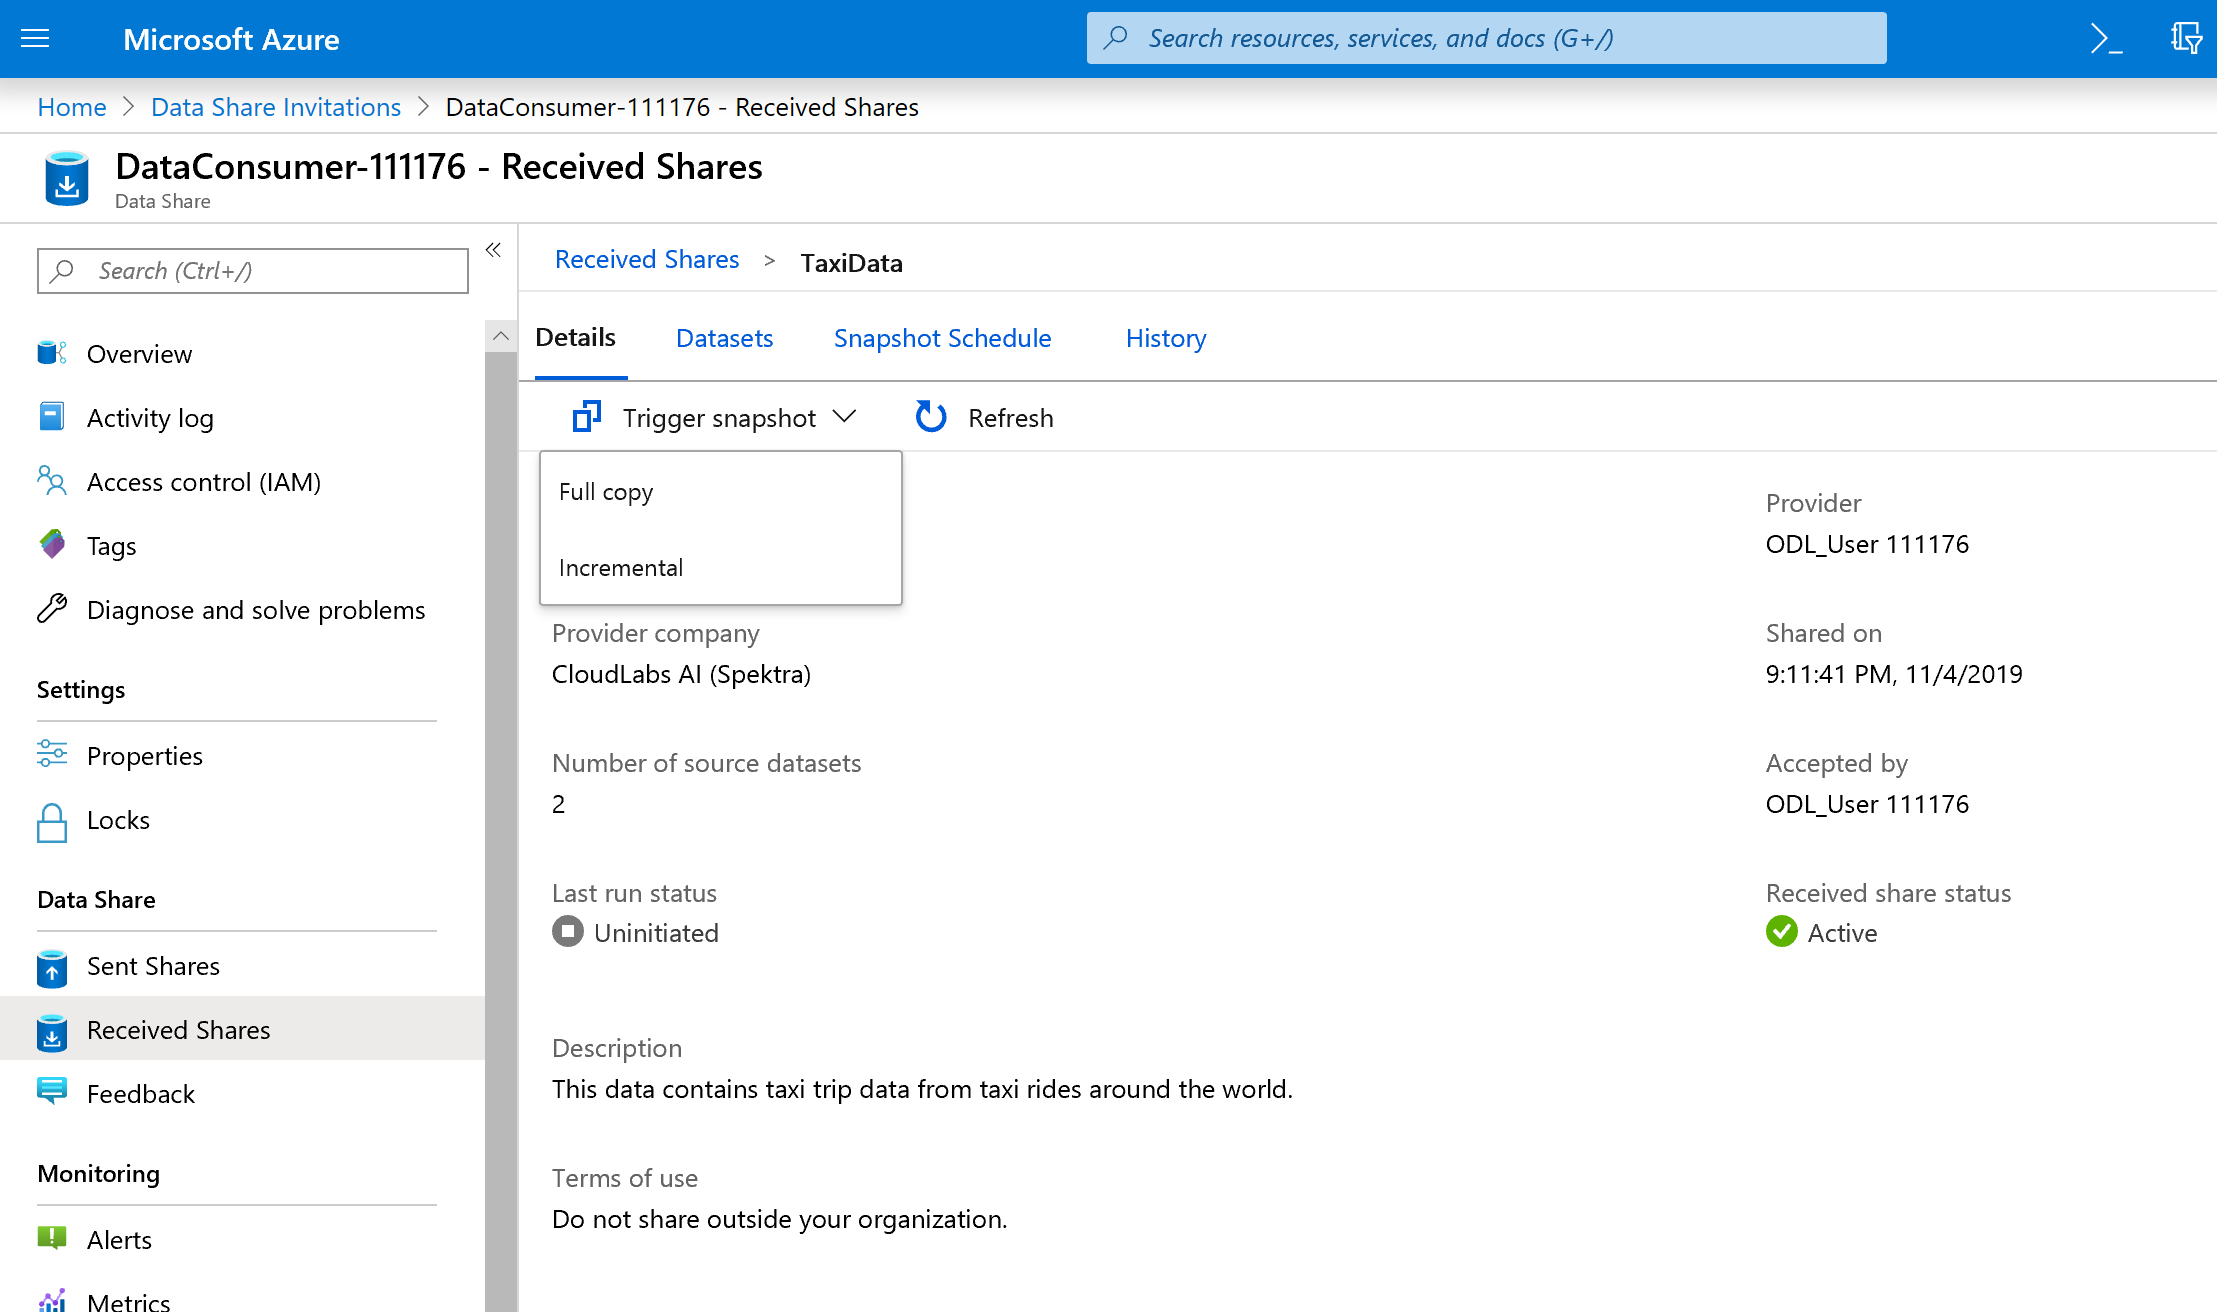 Microsoft Azure
Search resources, services, and docs (G+/)
Home > Data Share Invitations > DataConsumer-111176 - Received Shares
DataConsumer-111176 - Received Shares
Data Share
Search (Ctrl+/)
Overview
Activity log
Access control (IAM)
Tags
Diagnose and solve problems
Settings
Properties
Locks
Data Share
Sent Shares
Received Shares
Feedback
Monitoring
Alerts
Metrics
Received Shares > TaxiData
Details
Datasets
Snapshot Schedule
History
Trigger snapshot
Refresh
Full copy
Incremental
Provider
ODL_User 111176
Provider company
CloudLabs AI (Spektra)
Shared on
9:11:41 PM, 11/4/2019
Number of source datasets
2
Accepted by
ODL_User 111176
Last run status
Uninitiated
Received share status
Active
Description
This data contains taxi trip data from taxi rides around the world.
Terms of use
Do not share outside your organization.